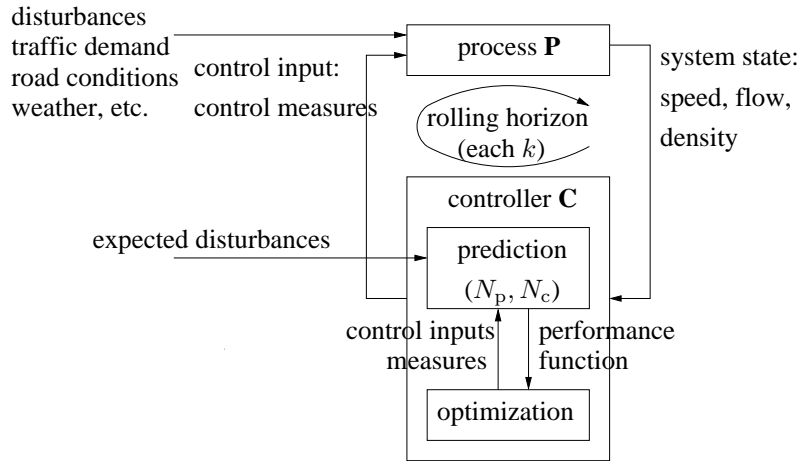 disturbances
traffic demand
road conditions
weather, etc.
control input:
control measures
process P
system state:
speed, flow,
density
rolling horizon
(each k)
controller C
expected disturbances
prediction
(Np, Nc)
control inputs
measures
performance
function
optimization